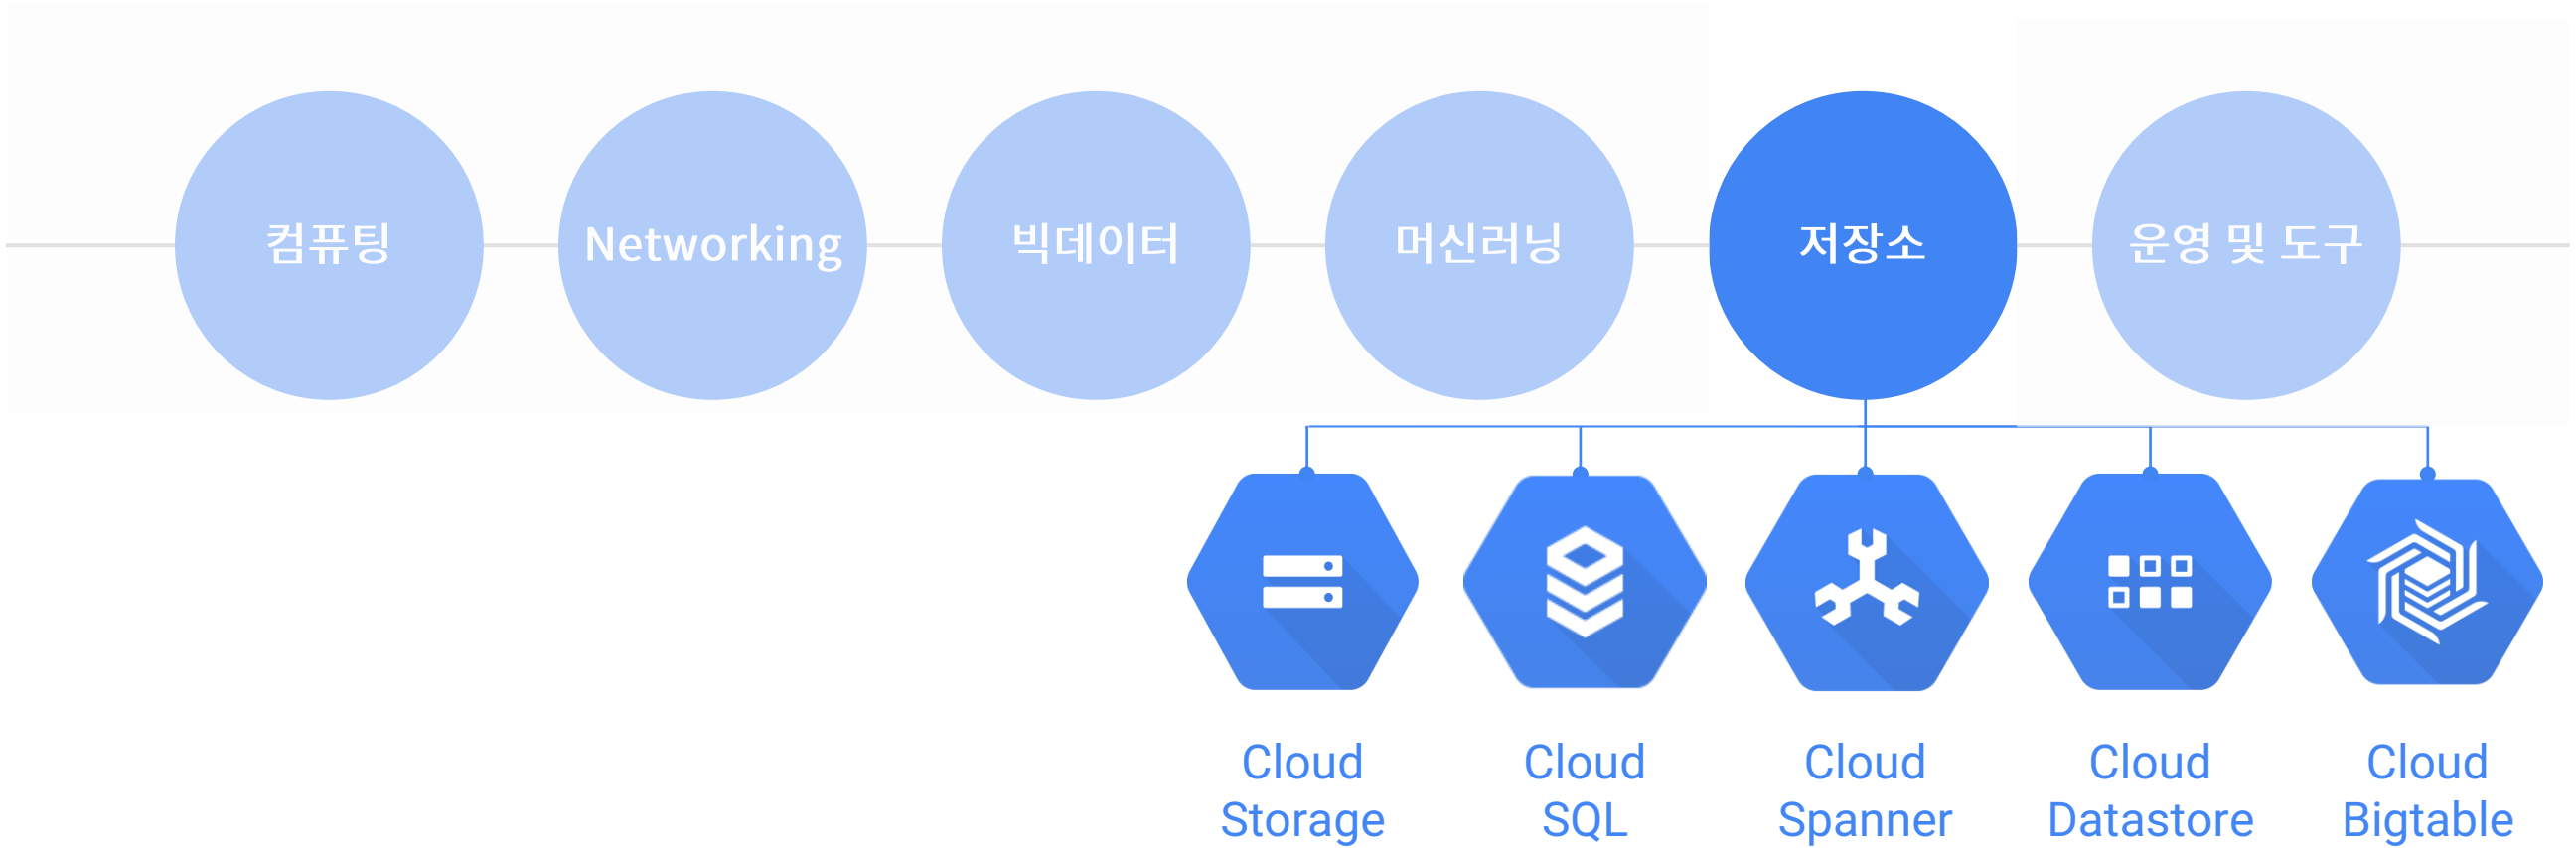 컴퓨팅
Networking
빅데이터
머신러닝
저장소
운영 및 도구
Cloud
Storage
Cloud
SQL
Cloud
Spanner
Cloud
Datastore
Cloud
Bigtable